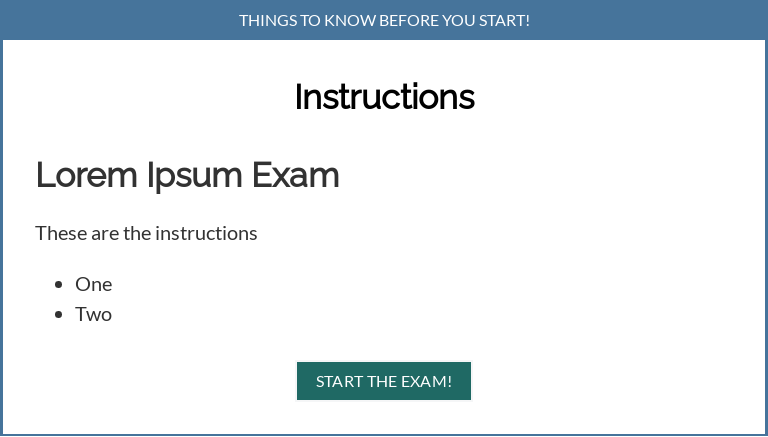 THINGS TO KNOW BEFORE YOU START!
Instructions
Lorem Ipsum Exam
These are the instructions
One
Two
START THE EXAM!